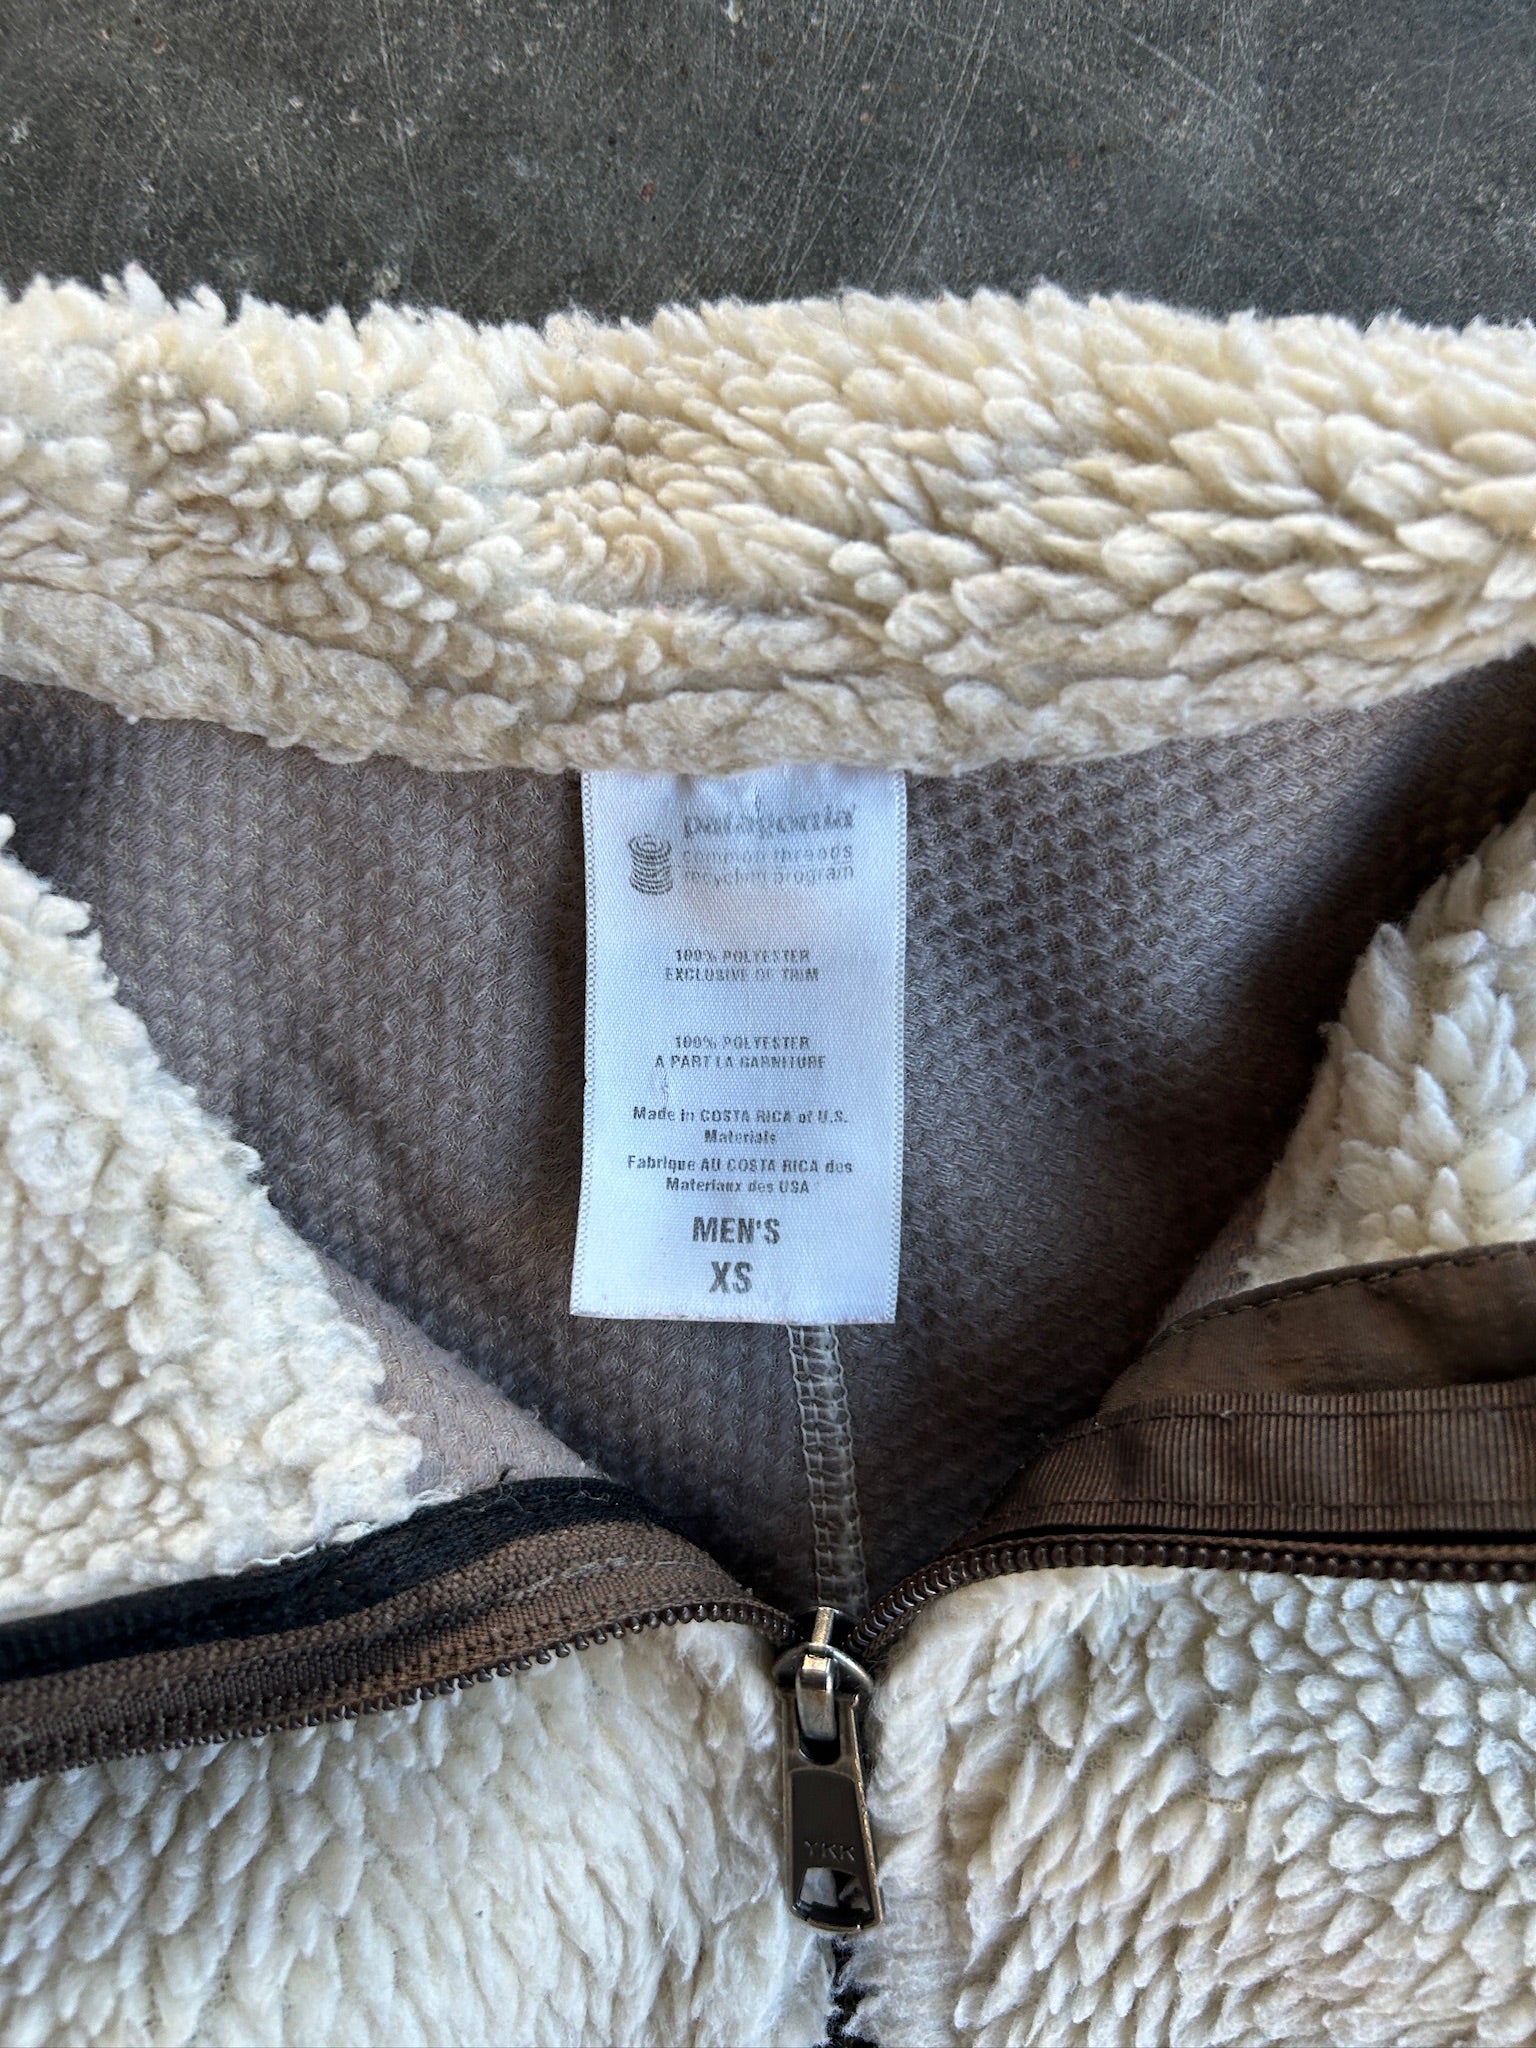 patagonia
common threads
recycling program
100% POLYESTER
EXCLUSIVE OF TRIM
100% POLYESTER
A PART LA GARNITURE
Made in COSTA RICA of U.S.
Materials
Fabrique AU COSTA RICA des
Materiaux des USA
MEN'S
XS
YKK